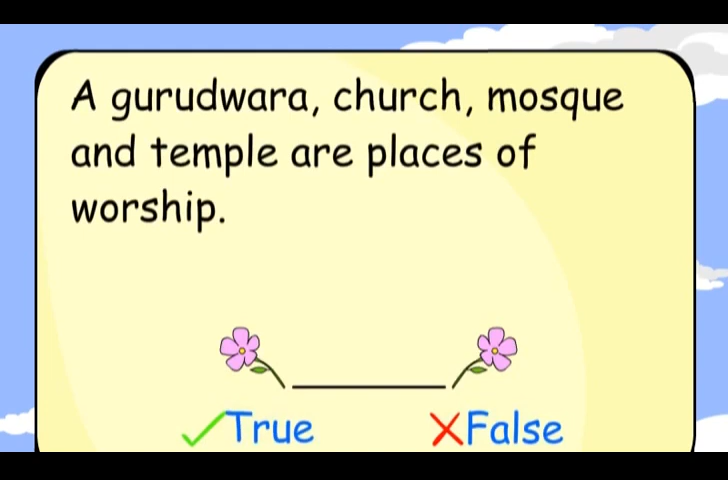 A gurudwara, church, mosque
and temple are places of
worship.
True False